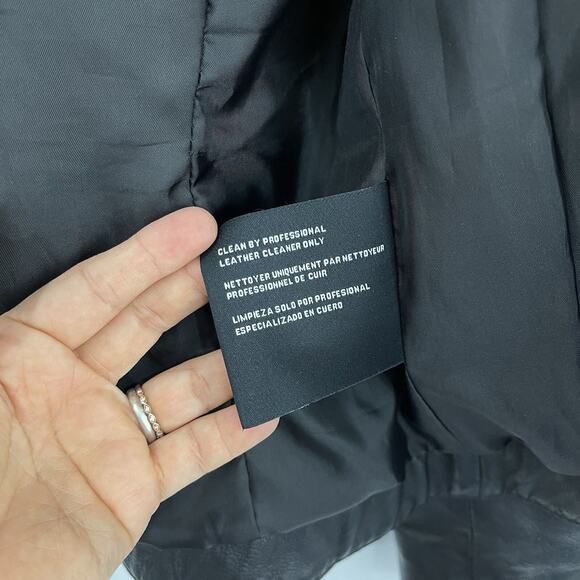 CLEAN BY PROFESSIONAL
LEATHER CLEANER ONLY
NETTOYER UNIQUEMENT PAR NETTOYEUR
PROFESSIONNEL DE CUIR
LIMPIEZA SOLO POR PROFESIONAL
ESPECIALIZADO EN CUERO